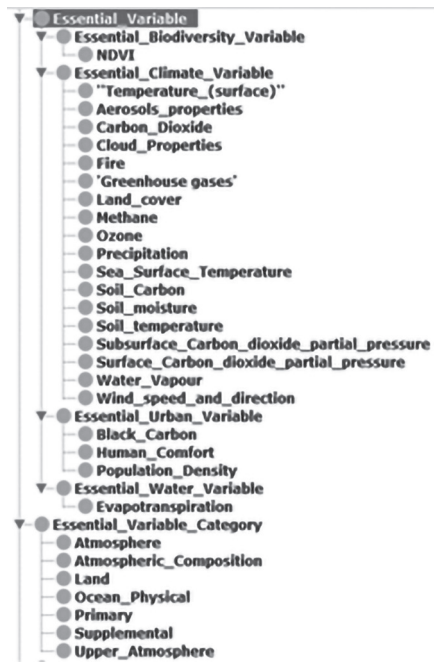 Essential_Variable
Essential_Biodiversity_Variable
NDVI
Essential_Climate_Variable
"Temperature_(surface)"
Aerosols_properties
Carbon_Dioxide
Cloud_Properties
Fire
'Greenhouse gases'
Land_cover
Methane
Ozone
Precipitation
Sea_Surface_Temperature
Soil_Carbon
Soil_moisture
Soil_temperature
Subsurface_Carbon_dioxide_partial_pressure
Surface_Carbon_dioxide_partial_pressure
Water_Vapour
Wind_speed_and_direction
Essential_Urban_Variable
Black_Carbon
Human_Comfort
Population_Density
Essential_Water_Variable
Evapotranspiration
Essential_Variable_Category
Atmosphere
Atmospheric_Composition
Land
Ocean_Physical
Primary
Supplemental
Upper_Atmosphere